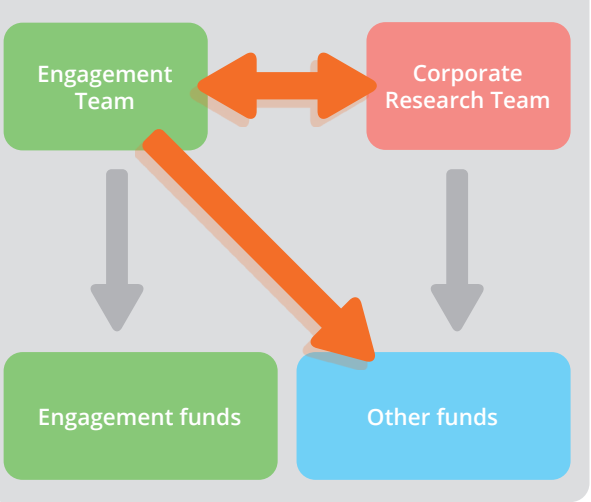 Engagement
Team
Corporate
Research Team
Engagement funds
Other funds